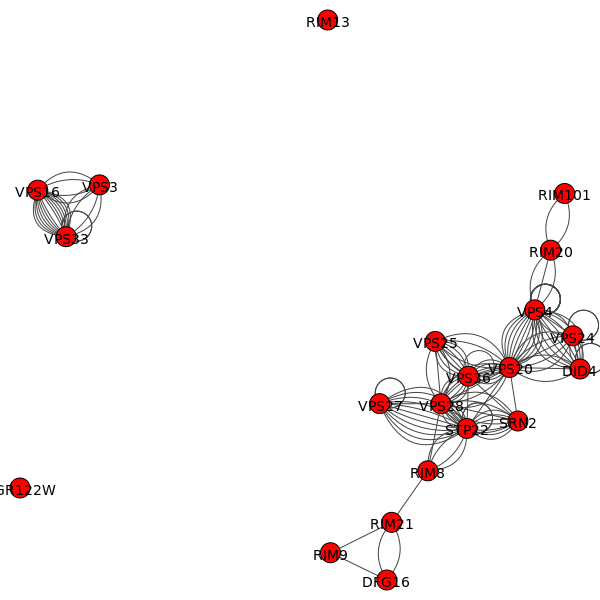 RIM13
VPS16
VPS3
VPS33
RIM101
RIM20
VPS4
VPS24
VPS25
VPS20
DID4
VPS36
VPS27
VPS28
SRN2
STP22
RIM8
GR122W
RIM21
RIM9
DFG16